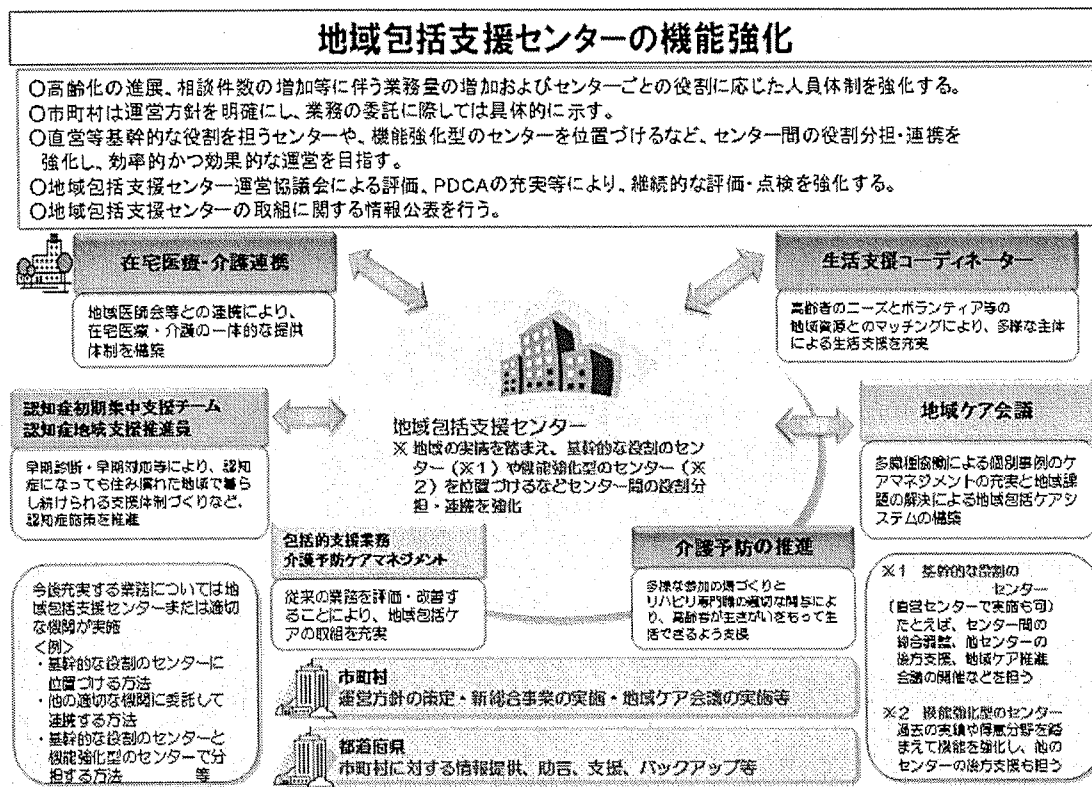 地域包括支援センターの機能強化
○高齢化の進展、相談件数の増加等に伴う業務量の増加およびセンターごとの役割に応じた人員体制を強化する。
○市町村は運営方針を明確にし、業務の委託に際しては具体的に示す。
○直営等基幹的な役割を担うセンターや、機能強化型のセンターを位置づけるなど、センター間の役割分担・連携を
強化し、効率的かつ効果的な運営を目指す。
○地域包括支援センター運営協議会による評価、PDCAの充実等により、継続的な評価・点検を強化する。
○地域包括支援センターの取組に関する情報公表を行う。
在宅医療・介護連携
地域医師会等との連携により、
在宅医療・介護の一体的な提供
体制を構築
生活支援コーディネーター
高齢者のニーズとボランティア等の
地域資源とのマッチングにより、多様な主体
による生活支援を充実
認知症初期集中支援チーム
認知症地域支援推進員
早期診断・早期対応等により、認知
症になっても住み慣れた地域で暮ら
し続けられる支援体制づくりなど、
認知症施策を推進
地域包括支援センター
※ 地域の実情を踏まえ、基幹的な役割のセン
ター（※1）や機能強化型のセンター（※
2）を位置づけるなどセンター間の役割分
担・連携を強化
地域ケア会議
多職種協働による個別事例のケ
アマネジメントの充実と地域課
題の解決による地域包括ケアシ
ステムの構築
包括的支援業務
介護予防ケアマネジメント
従来の業務を評価・改善す
ることにより、地域包括ケ
アの取組を充実
介護予防の推進
多様な参加の場づくりと
リハビリ専門職の適切な関与によ
り、高齢者が生きがいをもって生
活できるよう支援
今後充実する業務については地
域包括支援センターまたは適切
な機関が実施
＜例＞
・基幹的な役割のセンターに
位置づける方法
・他の適切な機関に委託して
連携する方法
・基幹的な役割のセンターと
機能強化型のセンターで分
担する方法 等
市町村
運営方針の策定・新総合事業の実施・地域ケア会議の実施等
都道府県
市町村に対する情報提供、助言、支援、バックアップ等
※1 基幹的な役割の
センター
（直営センターで実施も可）
たとえば、センター間の
総合調整、他センターの
後方支援、地域ケア推進
会議の開催などを担う
※2 機能強化型のセンター
過去の実績や得意分野を踏
まえて機能を強化し、他の
センターの後方支援も担う